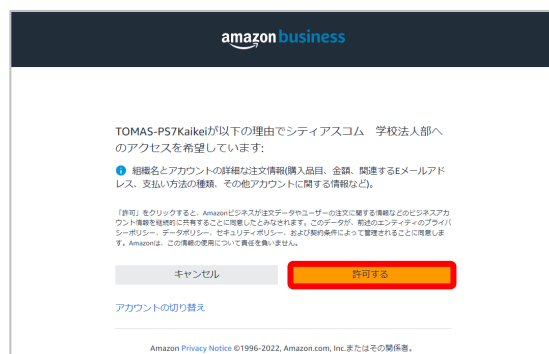 amazon business
TOMAS-PS7Kaikeiが以下の理由でシティアスコム　学校法人部へ
のアクセスを希望しています:
組織名とアカウントの詳細な注文情報(購入品目、金額、関連するEメールアド
レス、支払い方法の種類、その他アカウントに関する情報など)。
「許可」をクリックすると、Amazonビジネスが注文データやユーザーの注文に関する情報などのビジネスアカ
ウント情報を継続的に共有することに同意したとみなされます。このデータが、前述のエンティティのプライバ
シーポリシー、データポリシー、セキュリティポリシー、および契約条件によって管理されることに同意しま
す。Amazonは、この情報の使用について責任を負いません。
キャンセル
許可する
アカウントの切り替え
Amazon Privacy Notice ©1996-2022, Amazon.com, Inc.またはその関係者。